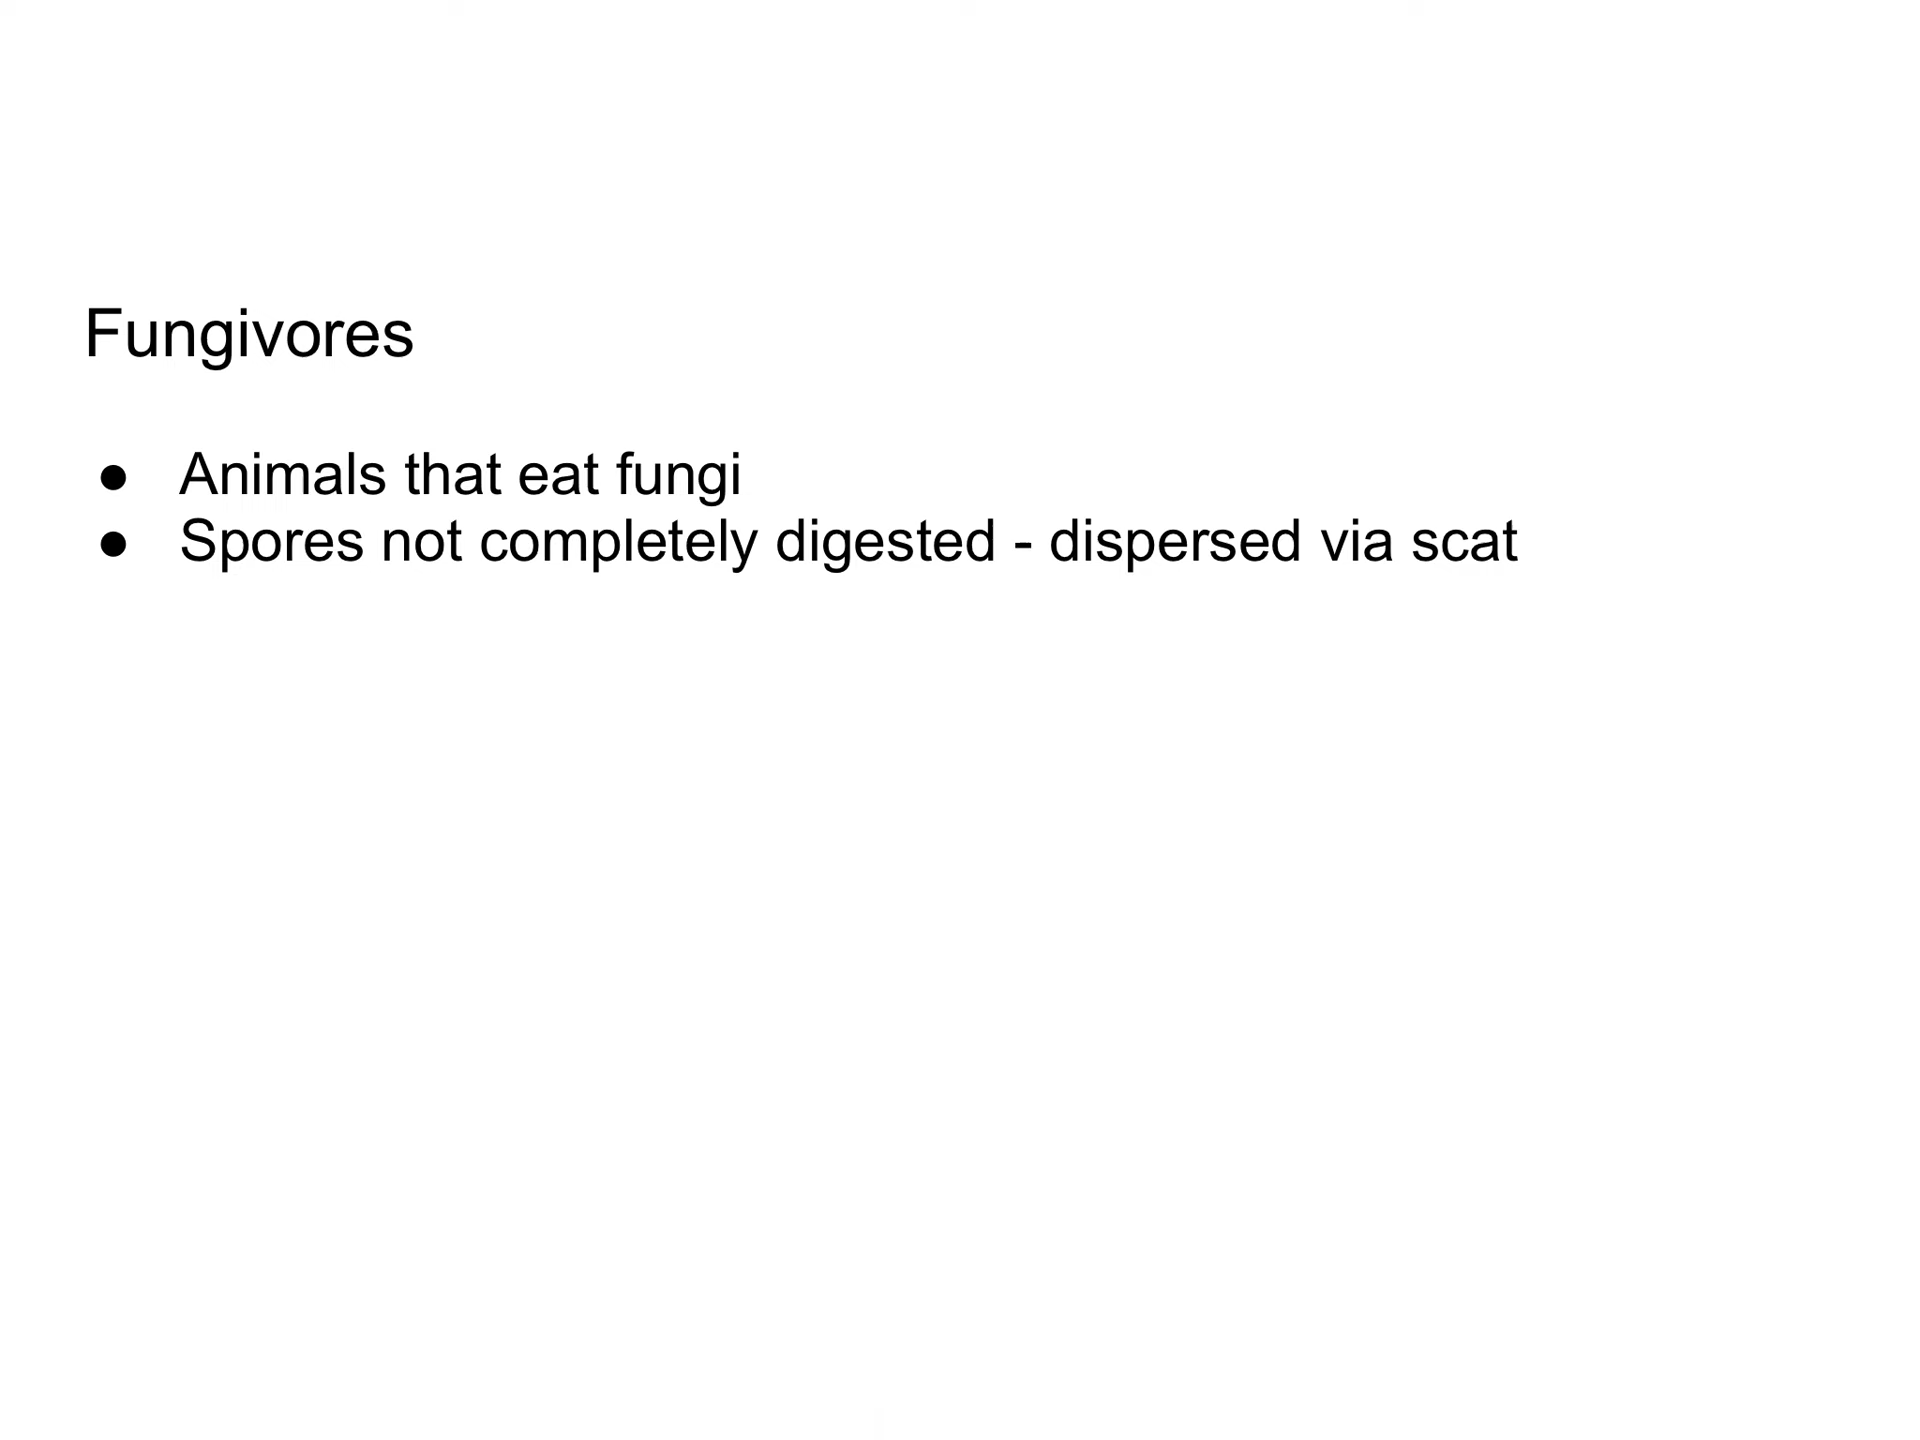 Fungivores
● Animals that eat fungi
● Spores not completely digested - dispersed via scat